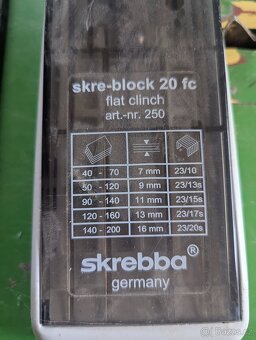 skre-block 20 fc
flat clinch
art.-nr. 250
40 - 70 7 mm 23/10
50 - 120 9 mm 23/13s
90 - 140 11 mm 23/15s
120 - 160 13 mm 23/17s
140 - 200 16 mm 23/20s
skrebba®
germany